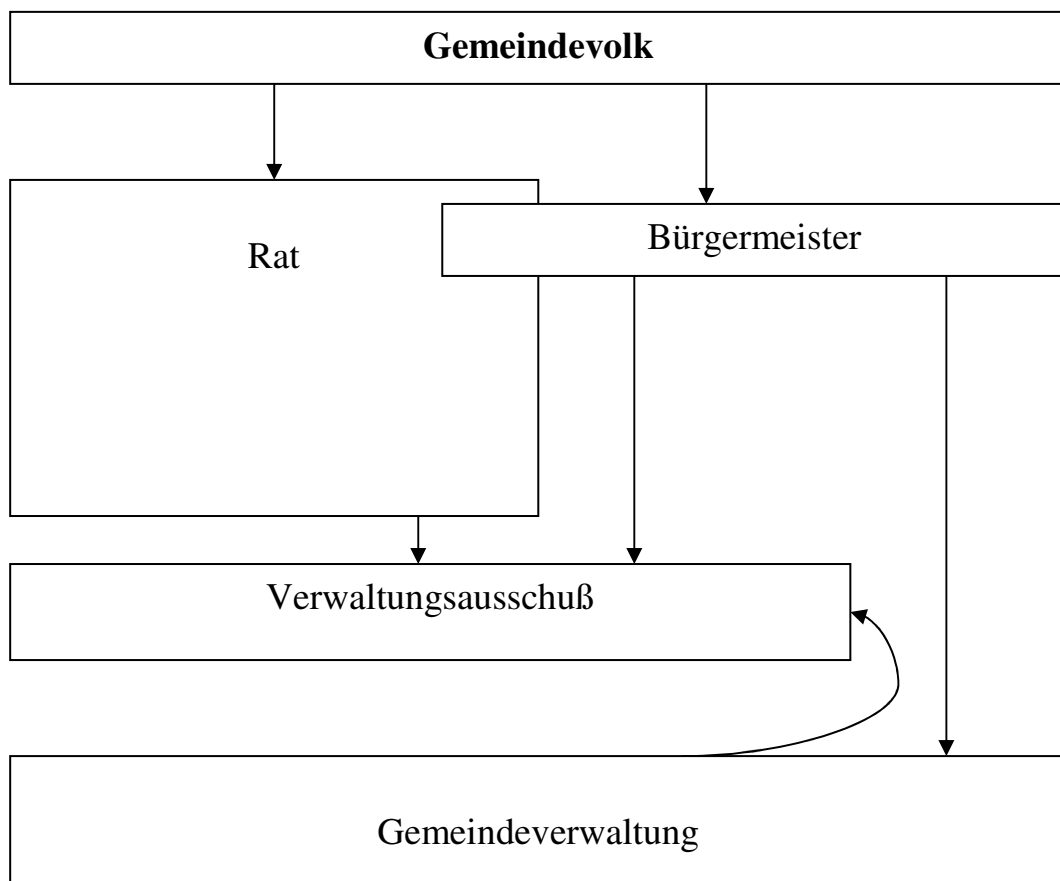 Gemeindevolk
Rat
Bürgermeister
Verwaltungsausschuß
Gemeindeverwaltung